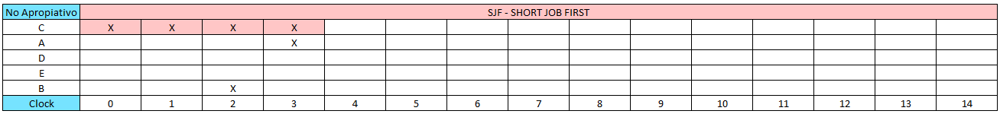 No Apropiativo SJF - SHORT JOB FIRST
C X X X X
A X
D
E
B X
Clock 0 1 2 3 4 5 6 7 8 9 10 11 12 13 14